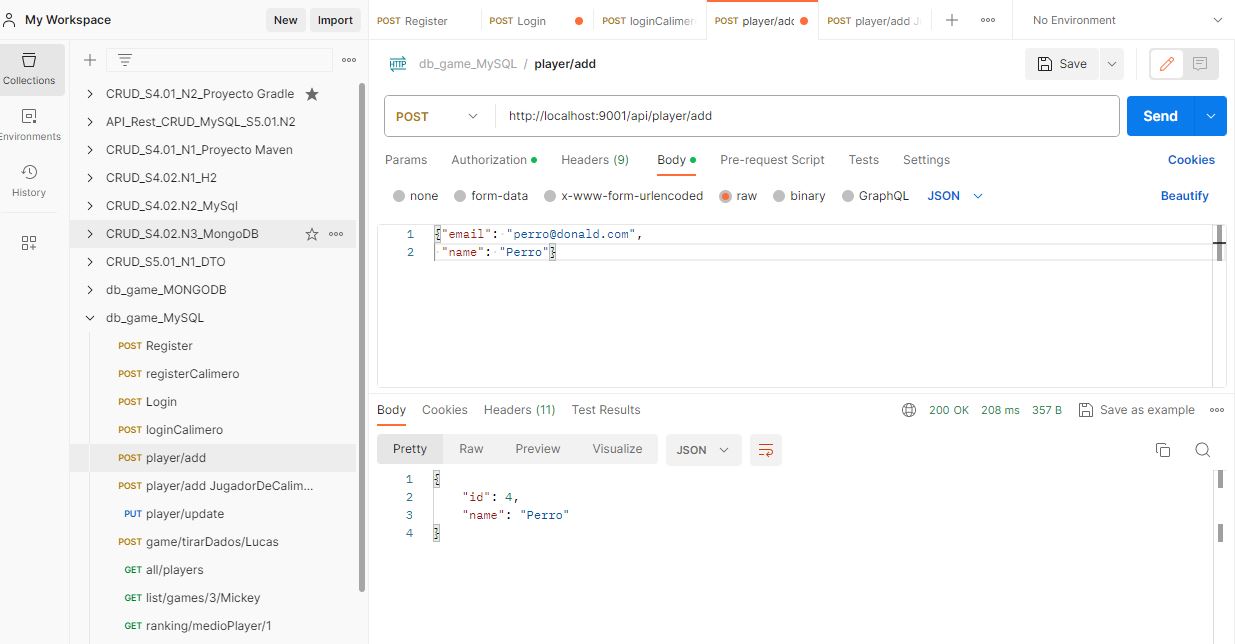 My Workspace
New
Import
Collections
Environments
History
CRUD_S4.01_N2_Proyecto Gradle
API_Rest_CRUD_MySQL_S5.01.N2
CRUD_S4.01_N1_Proyecto Maven
CRUD_S4.02.N1_H2
CRUD_S4.02.N2_MySql
CRUD_S4.02.N3_MongoDB
CRUD_S5.01_N1_DTO
db_game_MONGODB
db_game_MySQL
POST Register
POST registerCalimero
POST Login
POST loginCalimero
POST player/add
POST player/add JugadorDeCalim...
PUT player/update
POST game/tirarDados/Lucas
GET all/players
GET list/games/3/Mickey
GET ranking/medioPlayer/1
POST Register
POST Login
POST loginCalimer
POST player/add
POST player/add J
No Environment
HTTP db_game_MySQL / player/add
Save
POST http://localhost:9001/api/player/add
Send
Params Authorization Headers (9) Body Pre-request Script Tests Settings Cookies
none form-data x-www-form-urlencoded raw binary GraphQL JSON Beautify
1 {"email": "perro@donald.com",
2 "name": "Perro"}
Body Cookies Headers (11) Test Results 200 OK 208 ms 357 B Save as example
Pretty Raw Preview Visualize JSON
1 {
2 "id": 4,
3 "name": "Perro"
4 }